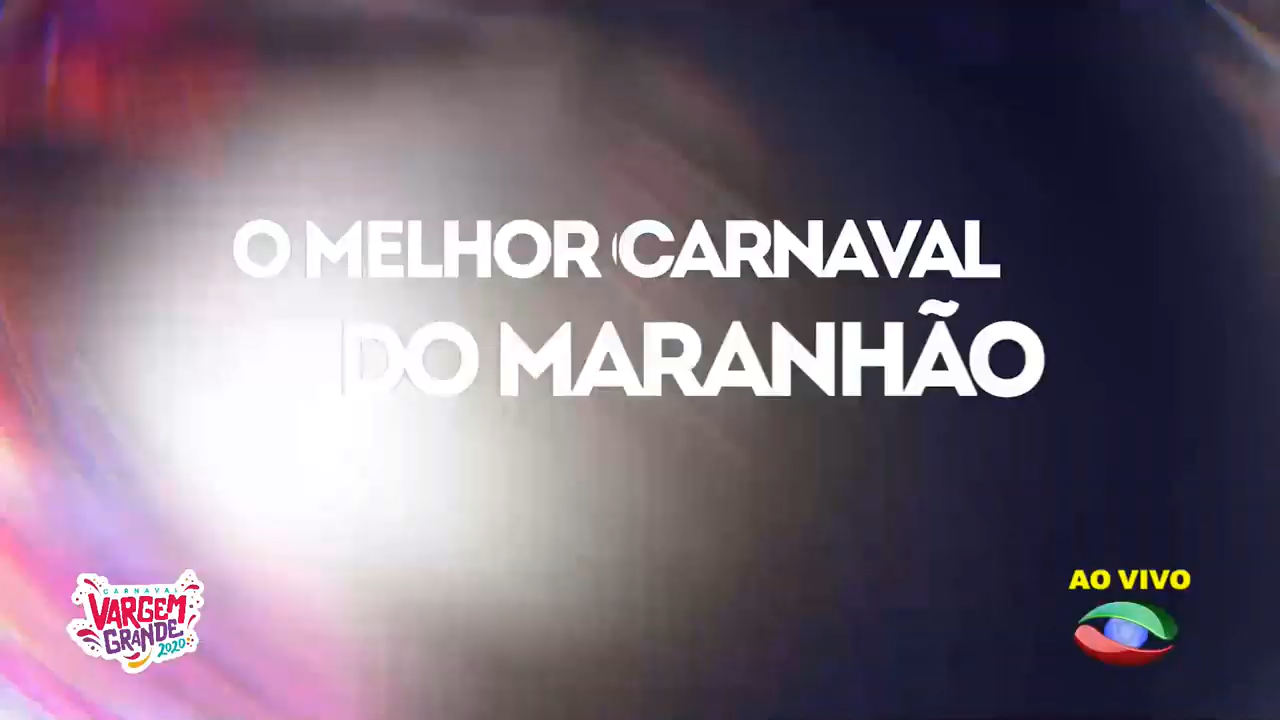 O MELHOR CARNAVAL
DO MARANHÃO
CARNAVAL
VARGEM
GRANDE
2020
AO VIVO